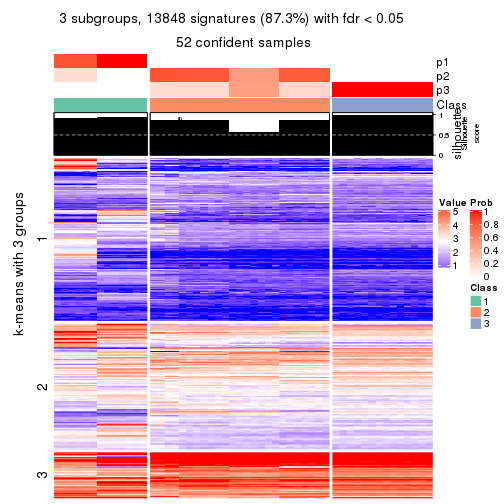 3 subgroups, 13848 signatures (87.3%) with fdr < 0.05
52 confident samples
p1
p2
p3
Class
1
0.5
0
silhouette
Silhouette
score
k-means with 3 groups
1
2
3
Value
5
4
3
2
1
Prob
1
0.8
0.6
0.4
0.2
0
Class
1
2
3